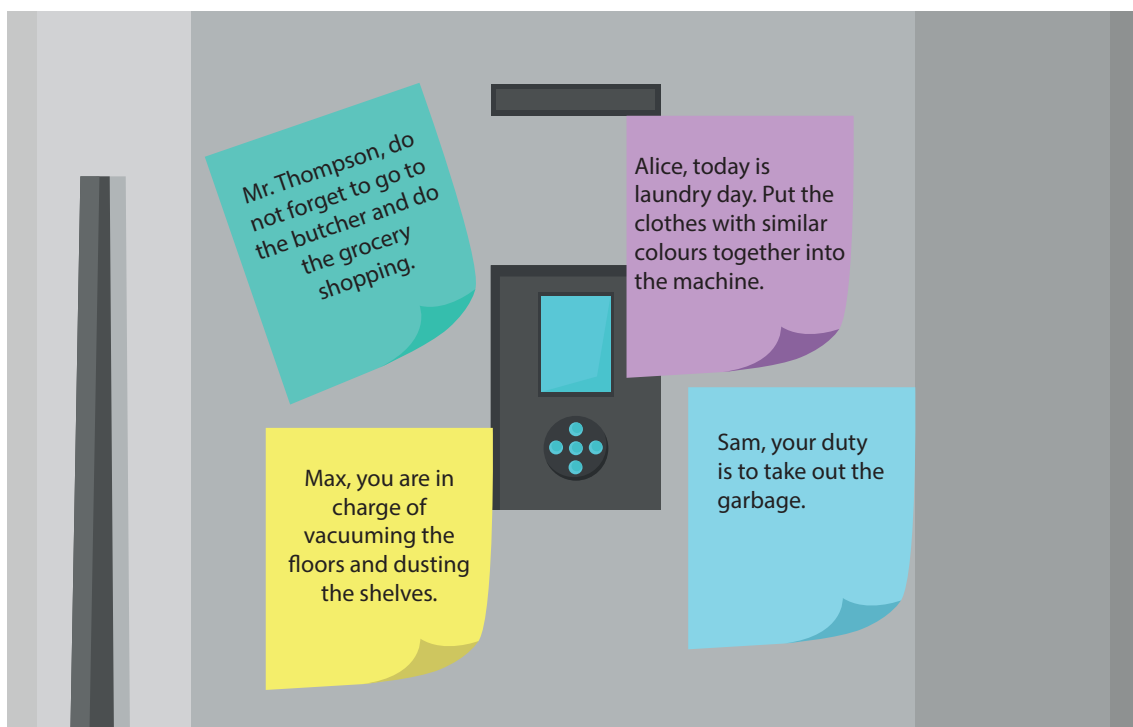 Mr. Thompson, do
not forget to go to
the butcher and do
the grocery
shopping.
Alice, today is
laundry day. Put the
clothes with similar
colours together into
the machine.
Max, you are in
charge of
vacuuming the
floors and dusting
the shelves.
Sam, your duty
is to take out the
garbage.